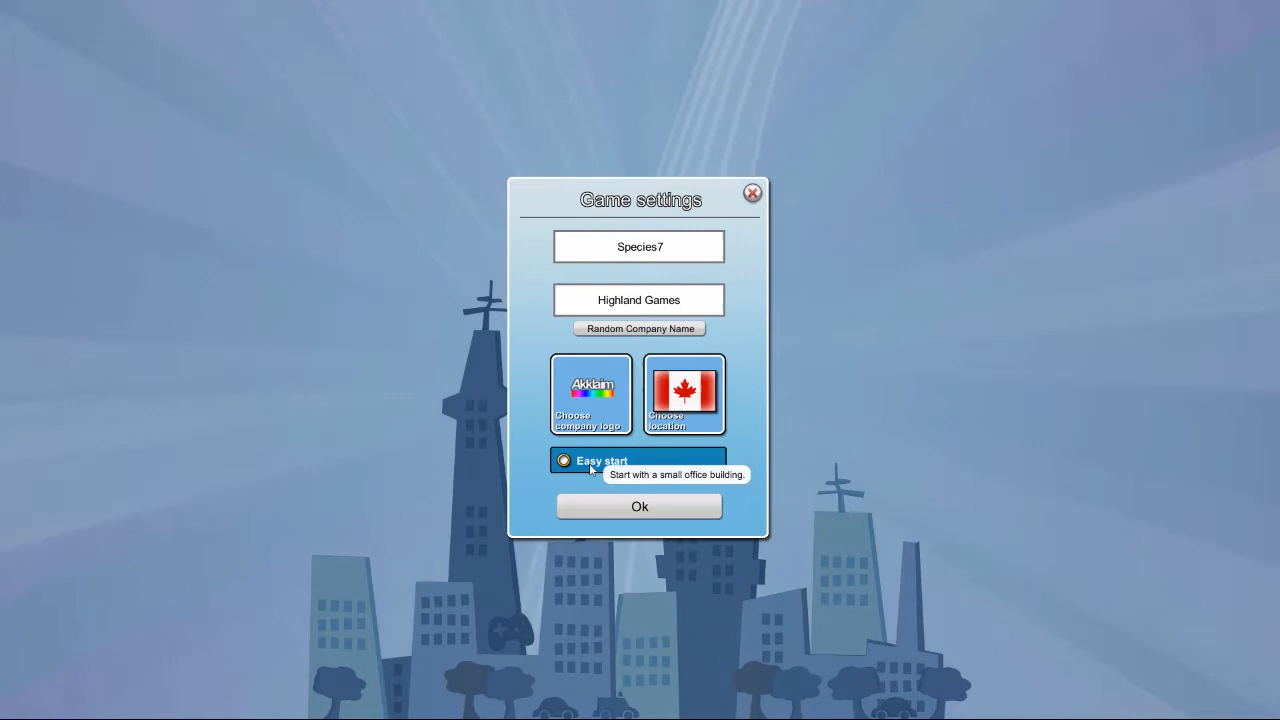 Game settings
Species7
Highland Games
Random Company Name
Akklaim
Choose
company logo
Choose
location
Easy start
Start with a small office building.
Ok